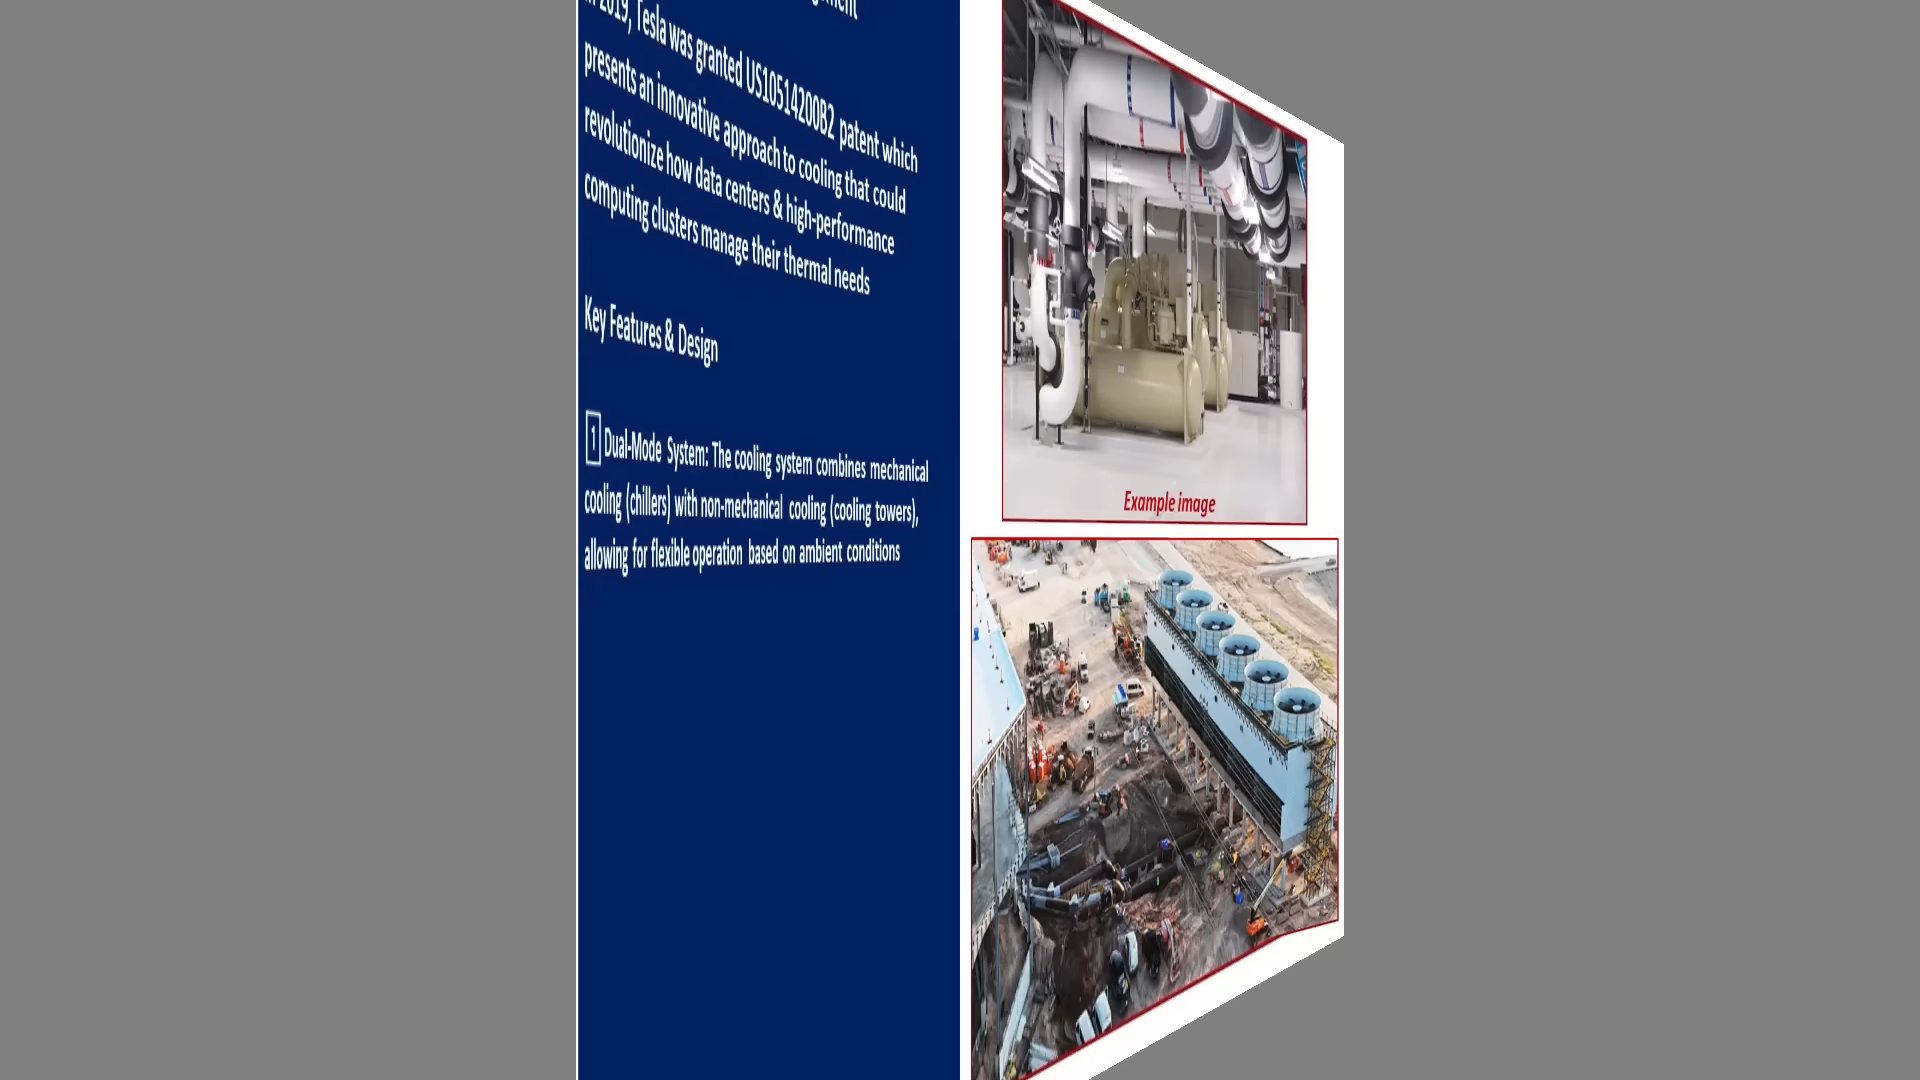 2019, Tesla was granted US10514200B2 patent which
presents an innovative approach to cooling that could
revolutionize how data centers & high-performance
computing clusters manage their thermal needs
Key Features & Design
1 Dual-Mode System: The cooling system combines mechanical
cooling (chillers) with non-mechanical cooling (cooling towers),
allowing for flexible operation based on ambient conditions
Example image